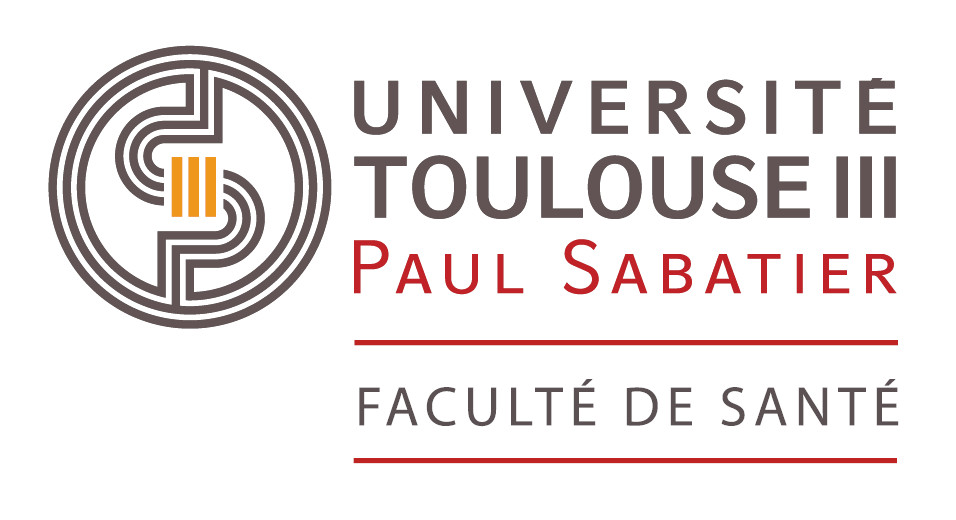 UNIVERSITÉ
TOULOUSE III
PAUL SABATIER
FACULTÉ DE SANTÉ